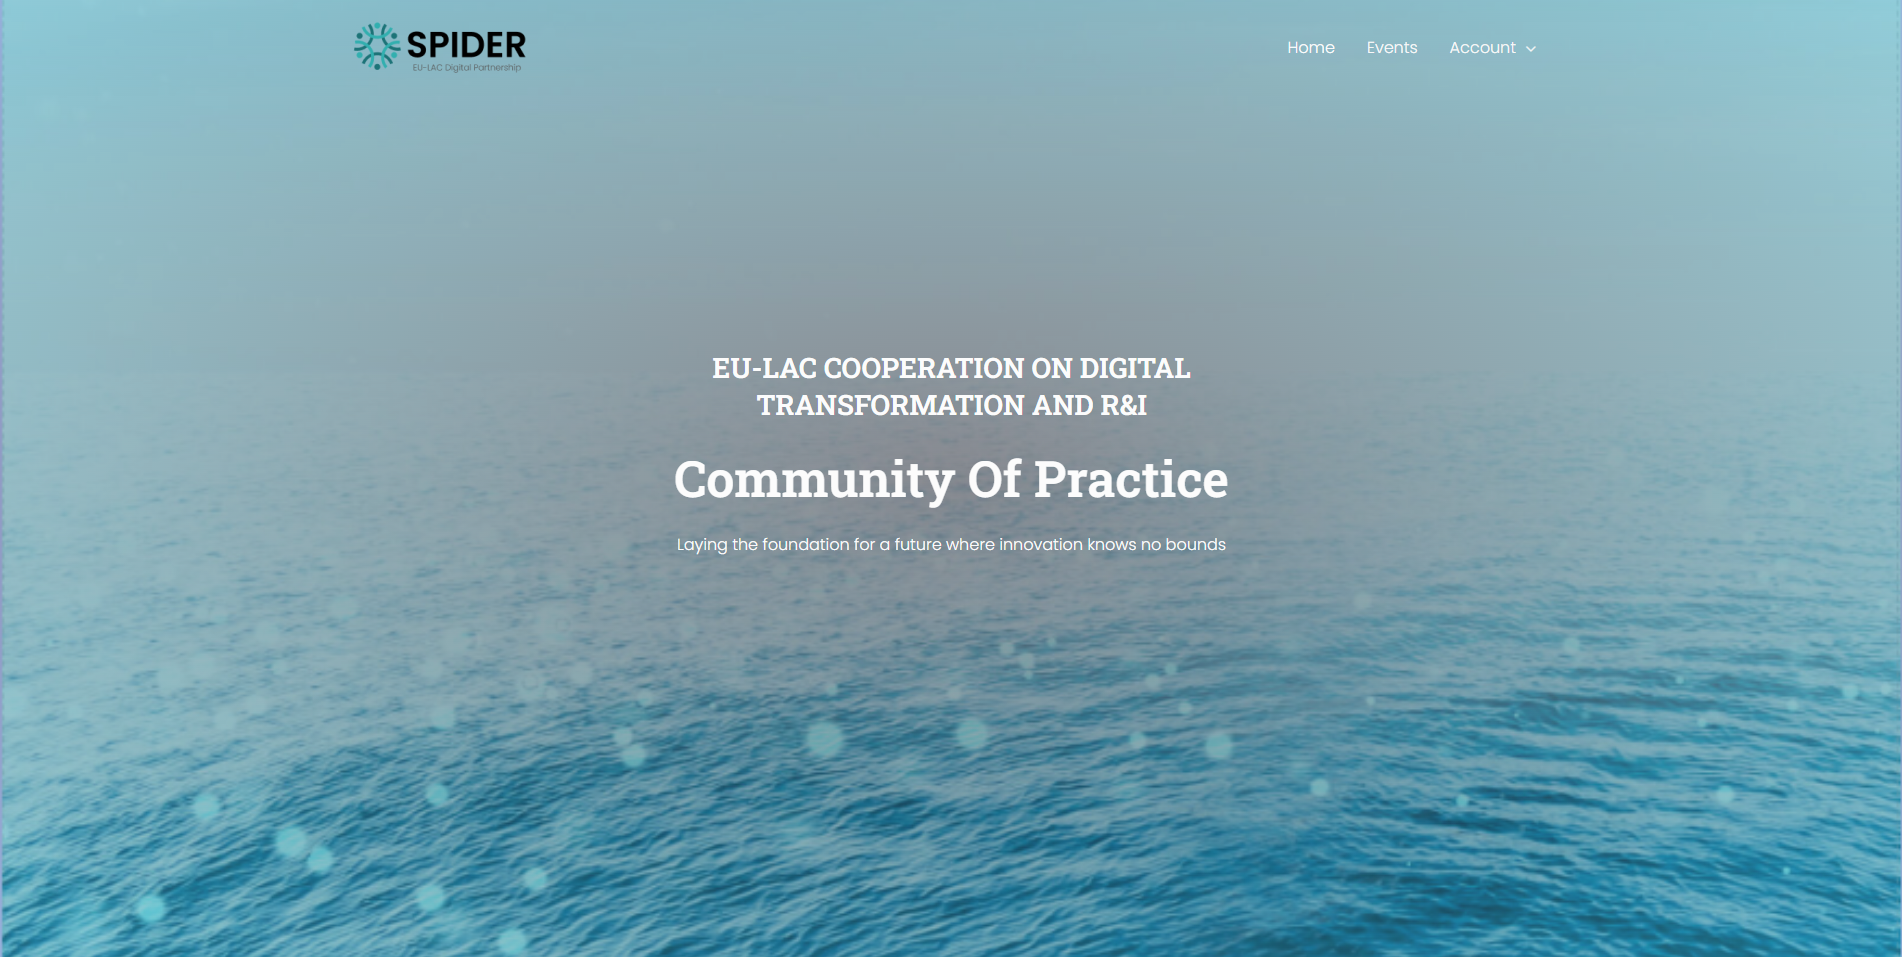 SPIDER
EU-LAC Digital Partnership
Home Events Account
EU-LAC COOPERATION ON DIGITAL
TRANSFORMATION AND R&I
Community Of Practice
Laying the foundation for a future where innovation knows no bounds